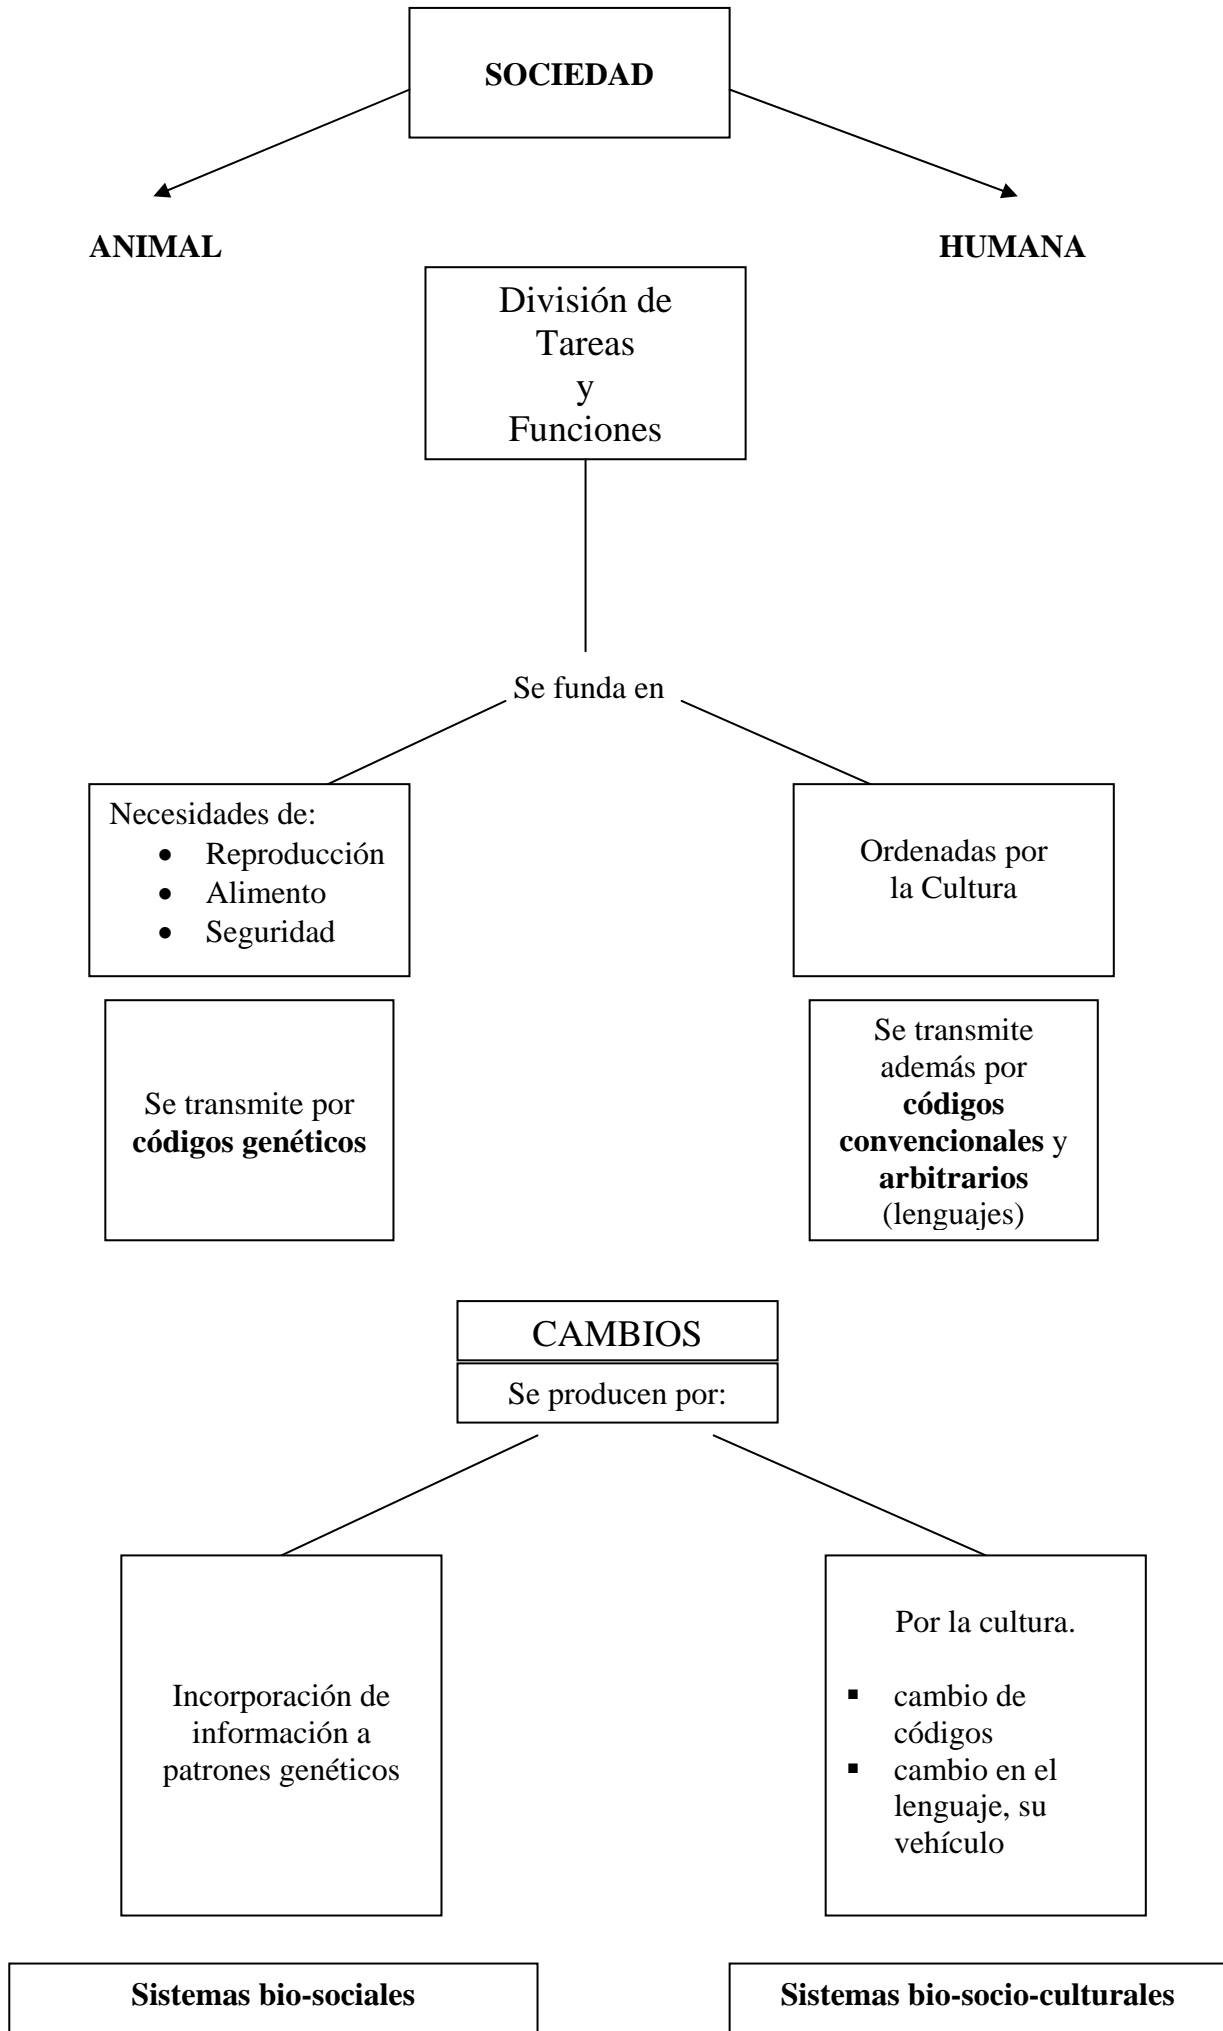 SOCIEDAD
ANIMAL
HUMANA
División de
Tareas
y
Funciones
Se funda en
Necesidades de:
• Reproducción
• Alimento
• Seguridad
Ordenadas por
la Cultura
Se transmite por
códigos genéticos
Se transmite
además por
códigos
convencionales y
arbitrarios
(lenguajes)
CAMBIOS
Se producen por:
Incorporación de
información a
patrones genéticos
Por la cultura.
▪ cambio de
códigos
▪ cambio en el
lenguaje, su
vehículo
Sistemas bio-sociales
Sistemas bio-socio-culturales